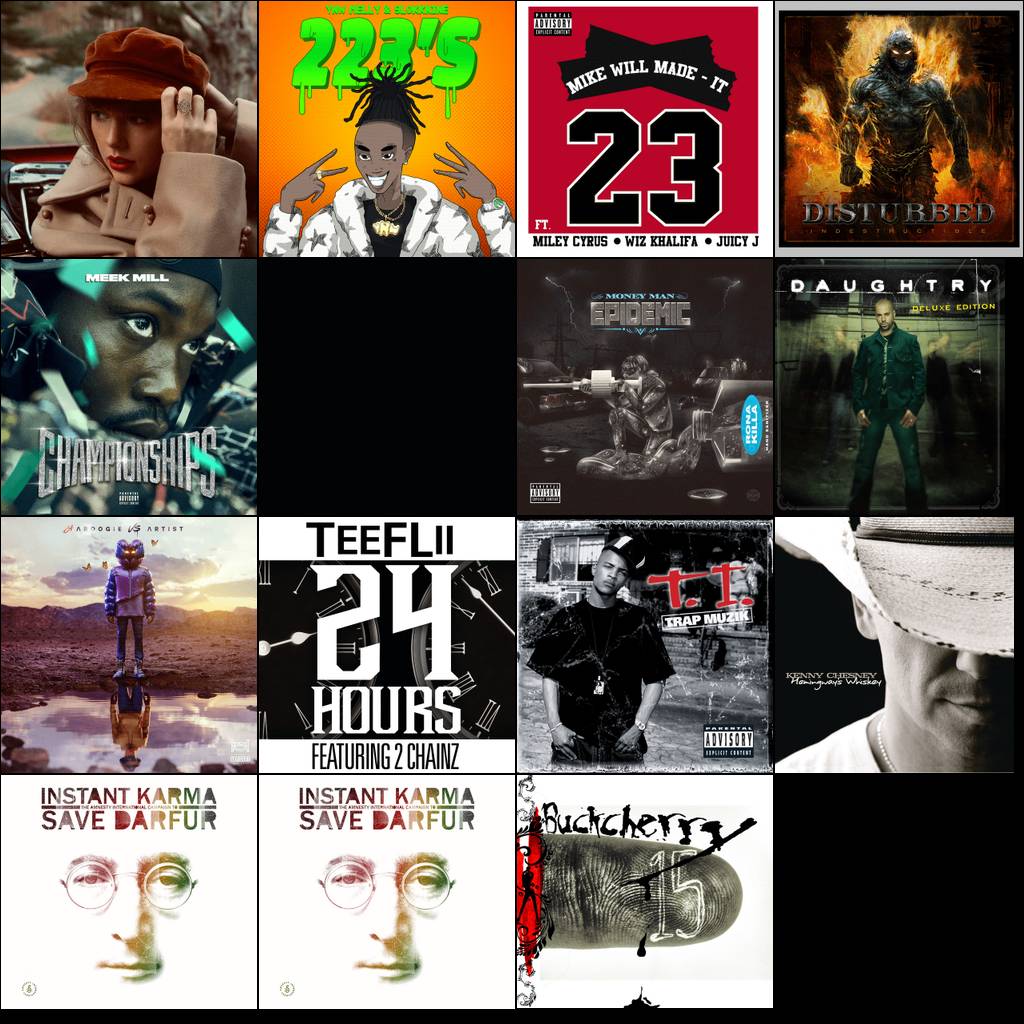 YNW MELLY & 9LOKKNINE
223'S
PARENTAL
ADVISORY
EXPLICIT CONTENT
MIKE WILL MADE - IT
23
FT.
MILEY CYRUS • WIZ KHALIFA • JUICY J
DISTURBED
INDESTRUCTIBLE
MEEK MILL
CHAMPIONSHIPS
PARENTAL
ADVISORY
EXPLICIT CONTENT
MONEY MAN
EPIDEMIC
RONA
KILLA
HAND SANITIZER
PARENTAL
ADVISORY
EXPLICIT CONTENT
DAUGHTRY
DELUXE EDITION
A BOOGIE VS ARTIST
TEEFLII
24
HOURS
FEATURING 2 CHAINZ
T.I.
TRAP MUZIK
PARENTAL
ADVISORY
EXPLICIT CONTENT
KENNY CHESNEY
Hemingway's Whiskey
INSTANT KARMA
THE AMNESTY INTERNATIONAL CAMPAIGN TO
SAVE DARFUR
INSTANT KARMA
THE AMNESTY INTERNATIONAL CAMPAIGN TO
SAVE DARFUR
Buckcherry
15